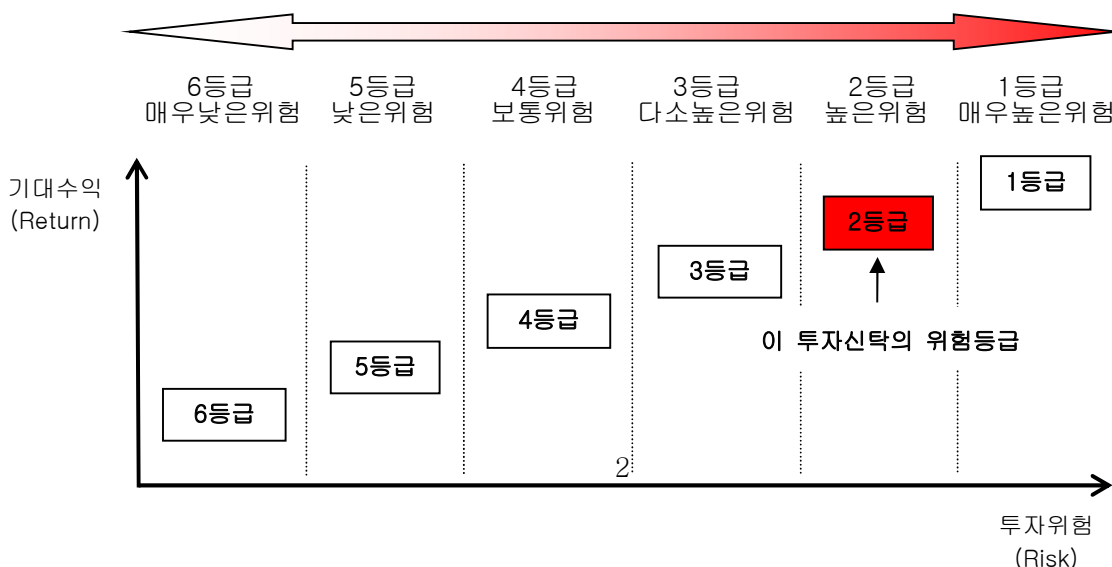 6등급 5등급 4등급 3등급 2등급 1등급
매우낮은위험 낮은위험 보통위험 다소높은위험 높은위험 매우높은위험
기대수익
(Return)
1등급
2등급
3등급
4등급
이 투자신탁의 위험등급
5등급
6등급
2
투자위험
(Risk)